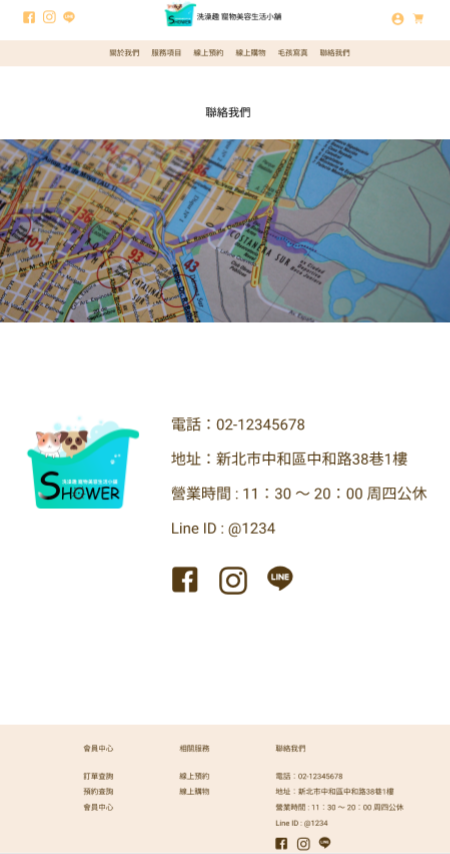 洗澡趣 寵物美容生活小舖
關於我們 服務項目 線上預約 線上購物 毛孩寫真 聯絡我們
聯絡我們
COSTANERA SUR
136
101
93
43
洗澡趣 寵物美容生活小舖
SHOWER
電話：02-12345678
地址：新北市中和區中和路38巷1樓
營業時間 : 11：30 ～ 20：00 周四公休
Line ID : @1234
LINE
會員中心 相關服務 聯絡我們
訂單查詢 線上預約 電話：02-12345678
預約查詢 線上購物 地址：新北市中和區中和路38巷1樓
會員中心 營業時間 : 11：30 ～ 20：00 周四公休
Line ID : @1234